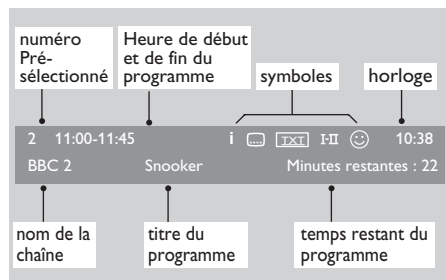 numéro
Pré-
sélectionné
Heure de début
et de fin du
programme
symboles
horloge
2 11:00-11:45 i .... TXT I-II 10:38
BBC 2 Snooker Minutes restantes : 22
nom de la
chaîne
titre du
programme
temps restant du
programme